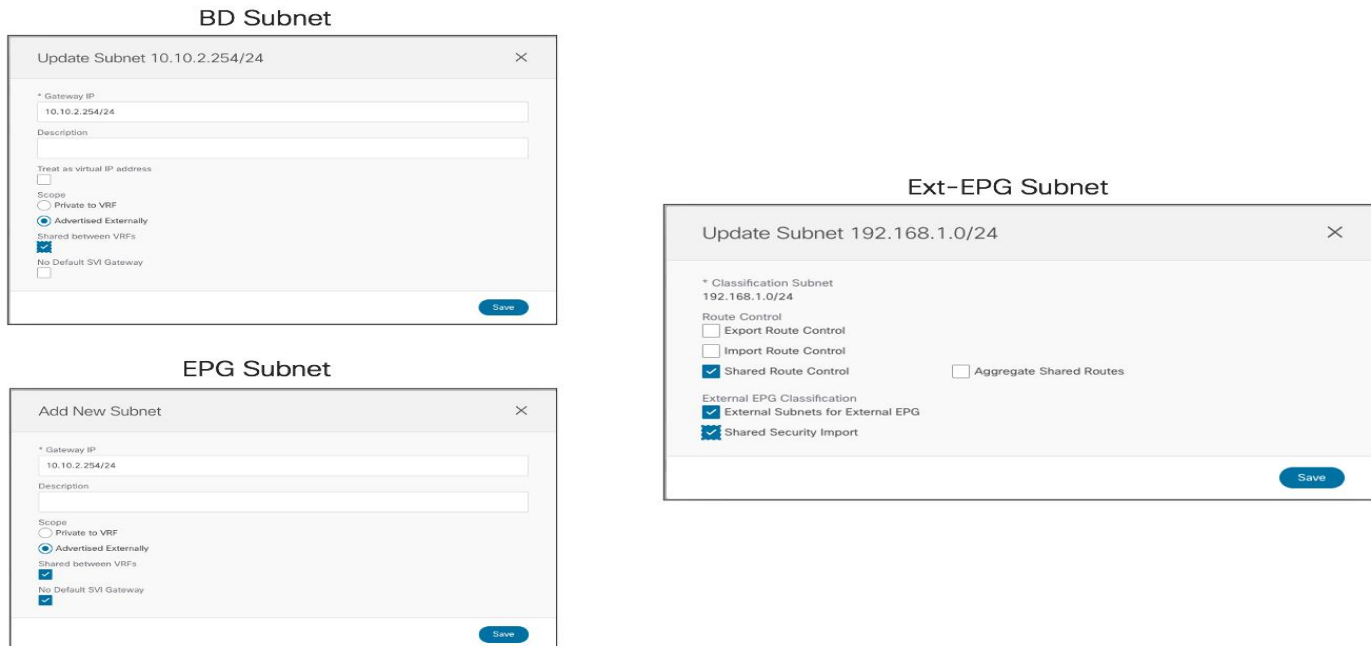 BD Subnet
Update Subnet 10.10.2.254/24
* Gateway IP
10.10.2.254/24
Description
Treat as virtual IP address
Scope
Private to VRF
Advertised Externally
Shared between VRFs
No Default SVI Gateway
Save
EPG Subnet
Add New Subnet
* Gateway IP
10.10.2.254/24
Description
Scope
Private to VRF
Advertised Externally
Shared between VRFs
No Default SVI Gateway
Save
Ext-EPG Subnet
Update Subnet 192.168.1.0/24
* Classification Subnet
192.168.1.0/24
Route Control
Export Route Control
Import Route Control
Shared Route Control Aggregate Shared Routes
External EPG Classification
External Subnets for External EPG
Shared Security Import
Save